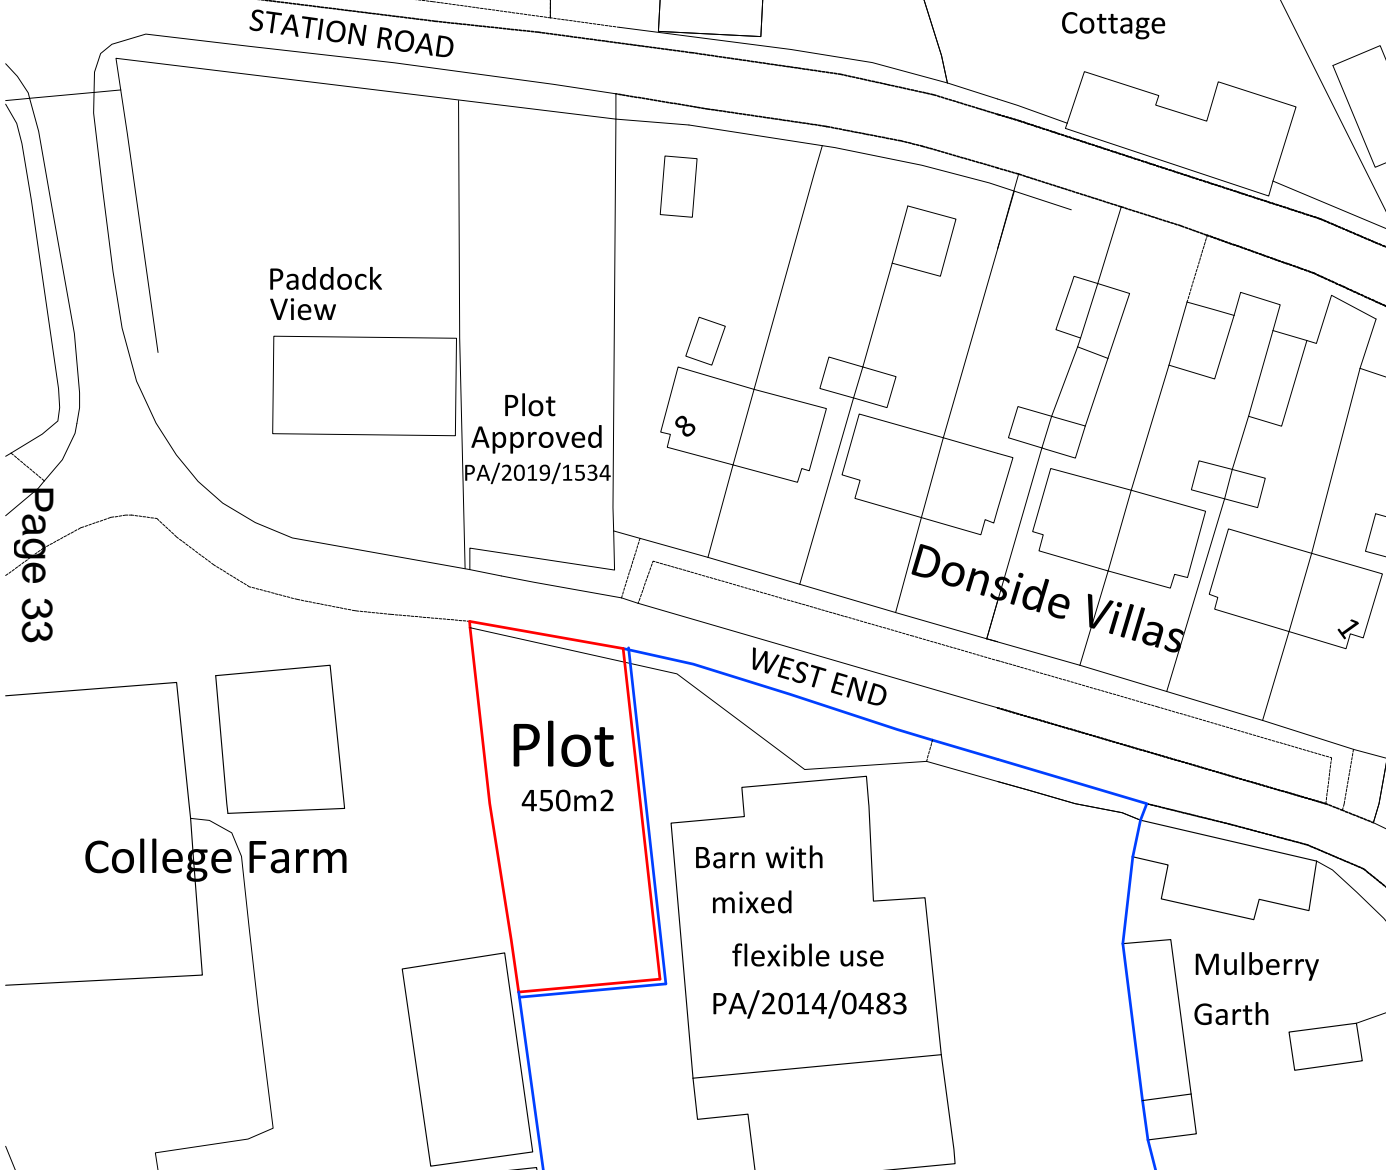 STATION ROAD
Cottage
Paddock
View
Plot
Approved
PA/2019/1534
8
Page 33
Donside Villas
1
WEST END
Plot
450m2
College Farm
Barn with
mixed
flexible use
PA/2014/0483
Mulberry
Garth